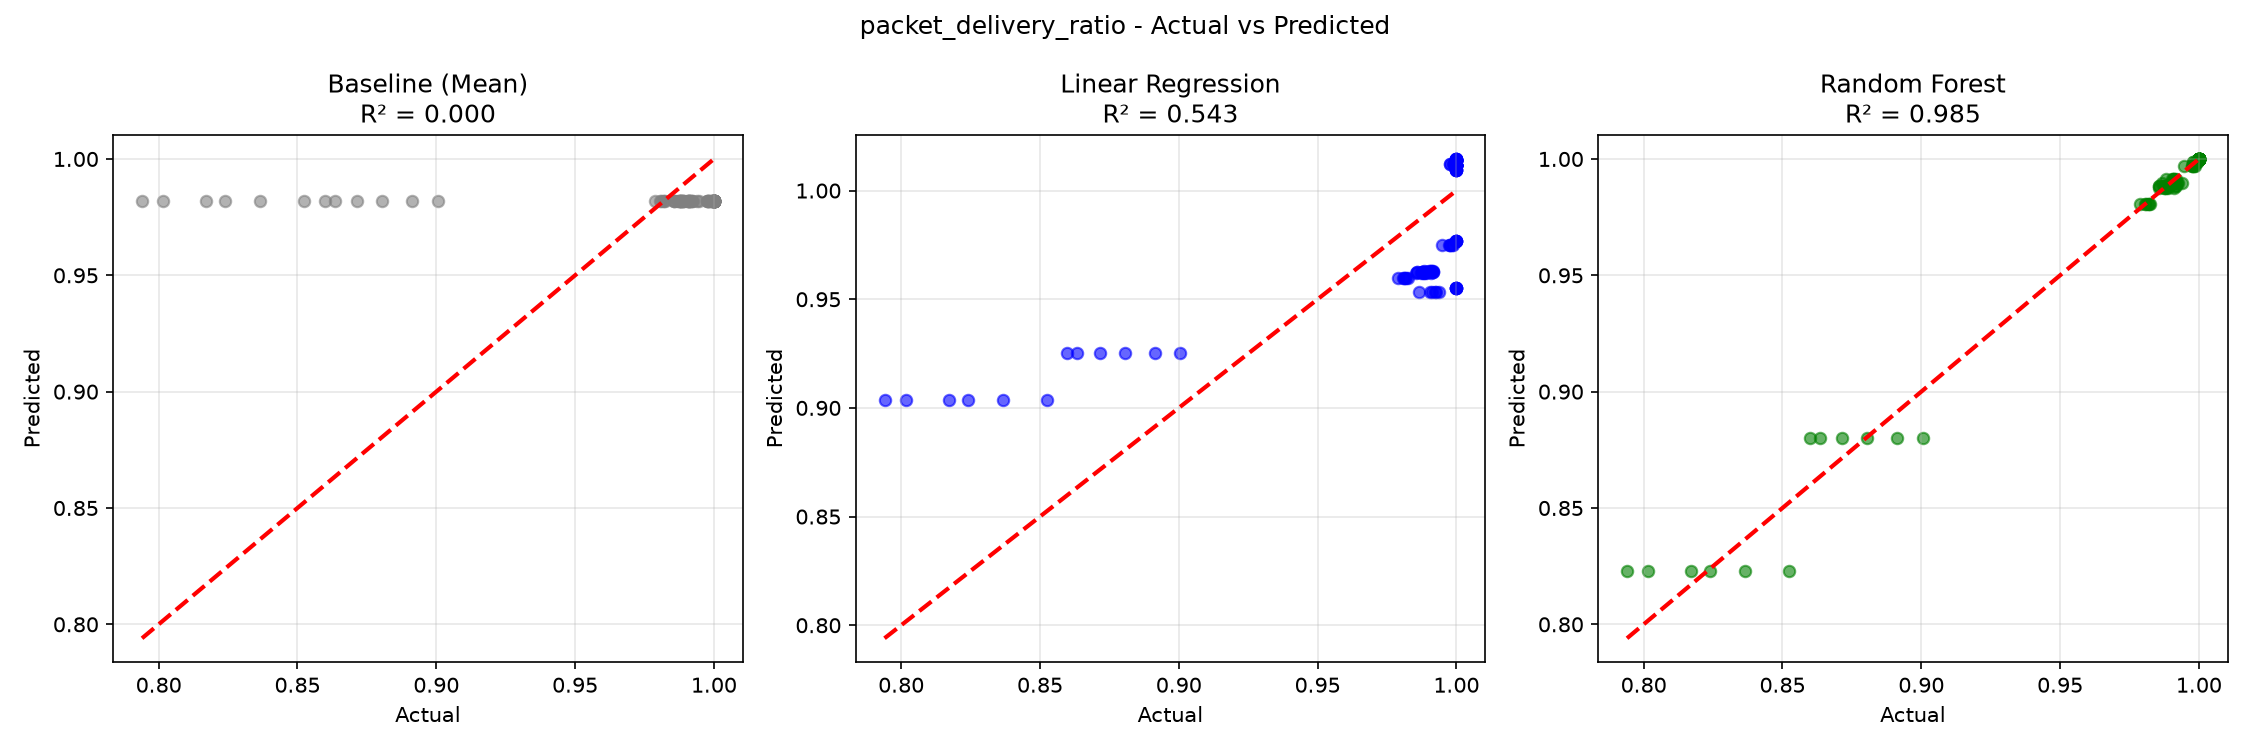 packet_delivery_ratio - Actual vs Predicted
Baseline (Mean)
R² = 0.000
1.00
0.95
0.90
0.85
0.80
Predicted
0.80 0.85 0.90 0.95 1.00
Actual
Linear Regression
R² = 0.543
1.00
0.95
0.90
0.85
0.80
Predicted
0.80 0.85 0.90 0.95 1.00
Actual
Random Forest
R² = 0.985
1.00
0.95
0.90
0.85
0.80
Predicted
0.80 0.85 0.90 0.95 1.00
Actual